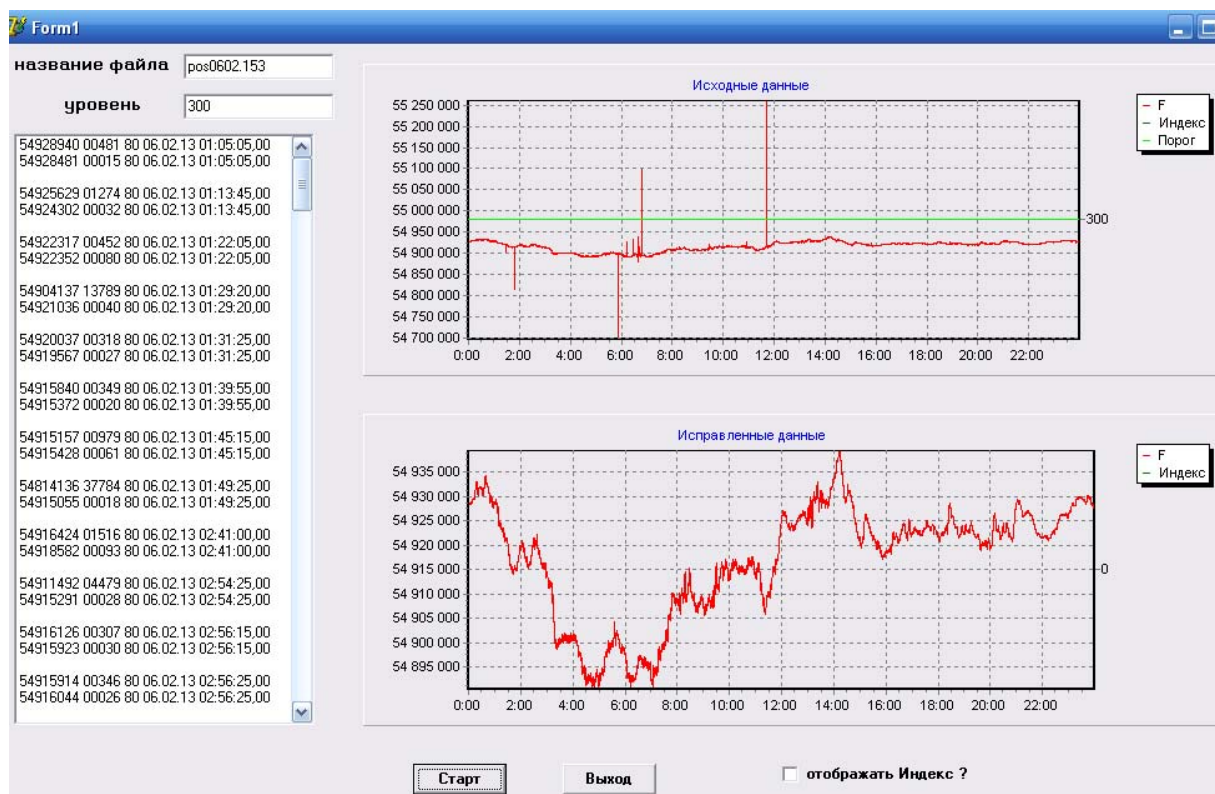 Form1
название файла
pos0602.153
уровень
300
54928940 00481 80 06.02.13 01:05:05,00
54928481 00015 80 06.02.13 01:05:05,00
54925629 01274 80 06.02.13 01:13:45,00
54924302 00032 80 06.02.13 01:13:45,00
54922317 00452 80 06.02.13 01:22:05,00
54922352 00080 80 06.02.13 01:22:05,00
54904137 13789 80 06.02.13 01:29:20,00
54921036 00040 80 06.02.13 01:29:20,00
54920037 00318 80 06.02.13 01:31:25,00
54919567 00027 80 06.02.13 01:31:25,00
54915840 00349 80 06.02.13 01:39:55,00
54915372 00020 80 06.02.13 01:39:55,00
54915157 00979 80 06.02.13 01:45:15,00
54915428 00061 80 06.02.13 01:45:15,00
54814136 37784 80 06.02.13 01:49:25,00
54915055 00018 80 06.02.13 01:49:25,00
54916424 01516 80 06.02.13 02:41:00,00
54918582 00093 80 06.02.13 02:41:00,00
54911492 04479 80 06.02.13 02:54:25,00
54915291 00028 80 06.02.13 02:54:25,00
54916126 00307 80 06.02.13 02:56:15,00
54915923 00030 80 06.02.13 02:56:15,00
54915914 00346 80 06.02.13 02:56:25,00
54916044 00026 80 06.02.13 02:56:25,00
Исходные данные
55 250 000
55 200 000
55 150 000
55 100 000
55 050 000
55 000 000
54 950 000
54 900 000
54 850 000
54 800 000
54 750 000
54 700 000
0:00 2:00 4:00 6:00 8:00 10:00 12:00 14:00 16:00 18:00 20:00 22:00
300
F
Индекс
Порог
Исправленные данные
54 935 000
54 930 000
54 925 000
54 920 000
54 915 000
54 910 000
54 905 000
54 900 000
54 895 000
0:00 2:00 4:00 6:00 8:00 10:00 12:00 14:00 16:00 18:00 20:00 22:00
0
F
Индекс
Старт
Выход
отображать Индекс ?